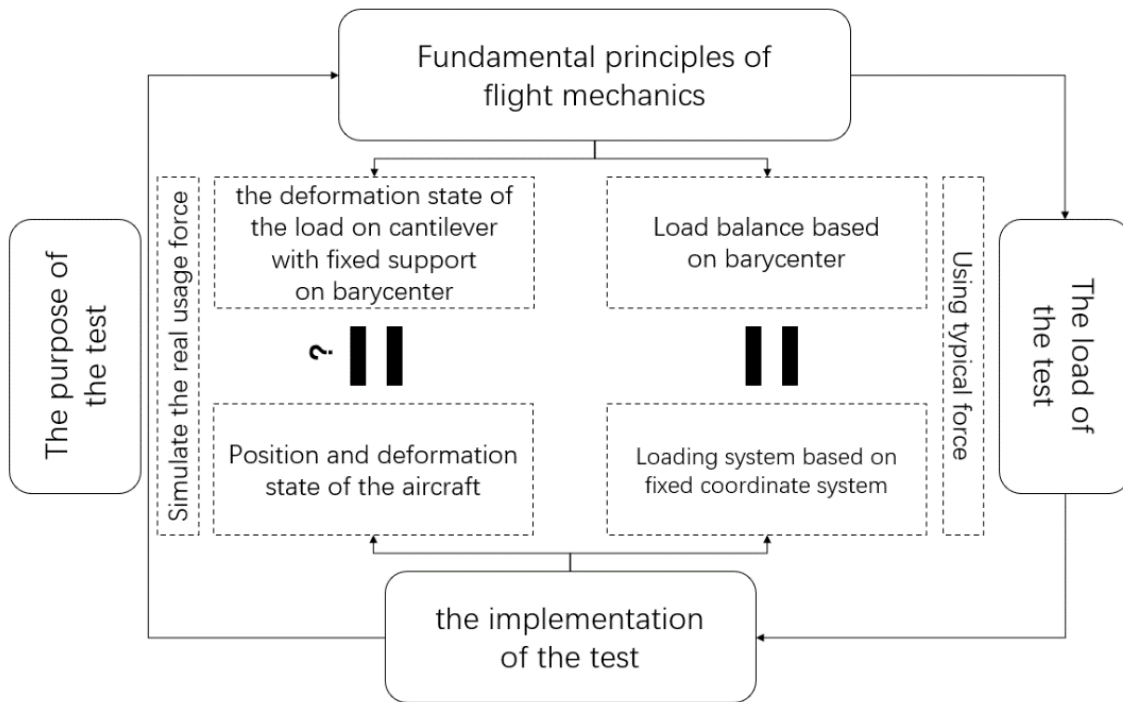 Fundamental principles of
flight mechanics
the deformation state of
the load on cantilever
with fixed support
on barycenter
Load balance based
on barycenter
The purpose of
the test
Simulate the real usage force
?
Using typical force
The load of
the test
Position and deformation
state of the aircraft
Loading system based on
fixed coordinate system
the implementation
of the test